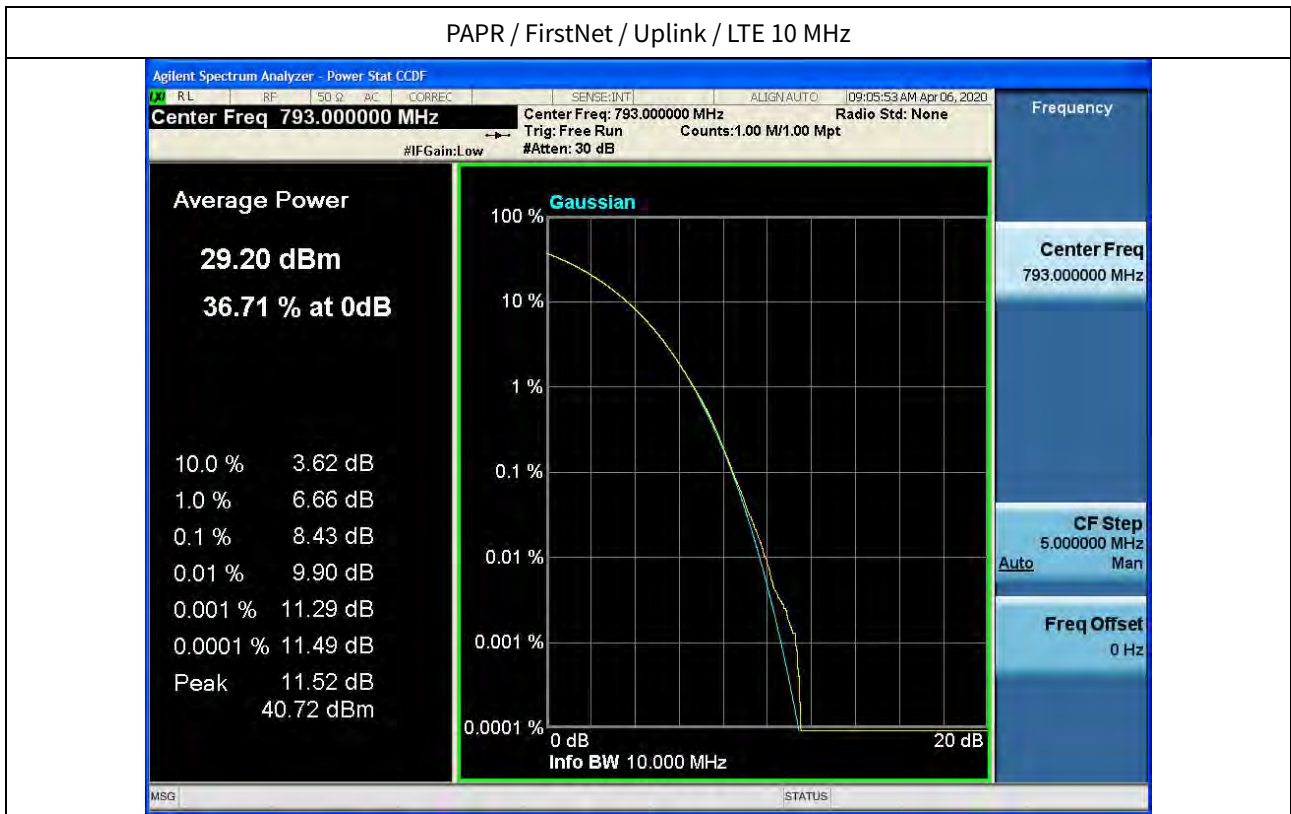 PAPR / FirstNet / Uplink / LTE 10 MHz
Agilent Spectrum Analyzer - Power Stat CCDF
RL RF 50 Ω AC CORREC SENSE:INT ALIGN AUTO 09:05:53 AM Apr 06, 2020
Center Freq 793.000000 MHz
Center Freq: 793.000000 MHz Radio Std: None
Trig: Free Run Counts:1.00 M/1.00 Mpt
#IFGain:Low #Atten: 30 dB
Average Power
29.20 dBm
36.71 % at 0dB
10.0 % 3.62 dB
1.0 % 6.66 dB
0.1 % 8.43 dB
0.01 % 9.90 dB
0.001 % 11.29 dB
0.0001 % 11.49 dB
Peak 11.52 dB
40.72 dBm
Gaussian
100 %
10 %
1 %
0.1 %
0.01 %
0.001 %
0.0001 %
0 dB 20 dB
Info BW 10.000 MHz
Frequency
Center Freq
793.000000 MHz
CF Step
5.000000 MHz
Auto Man
Freq Offset
0 Hz
MSG STATUS